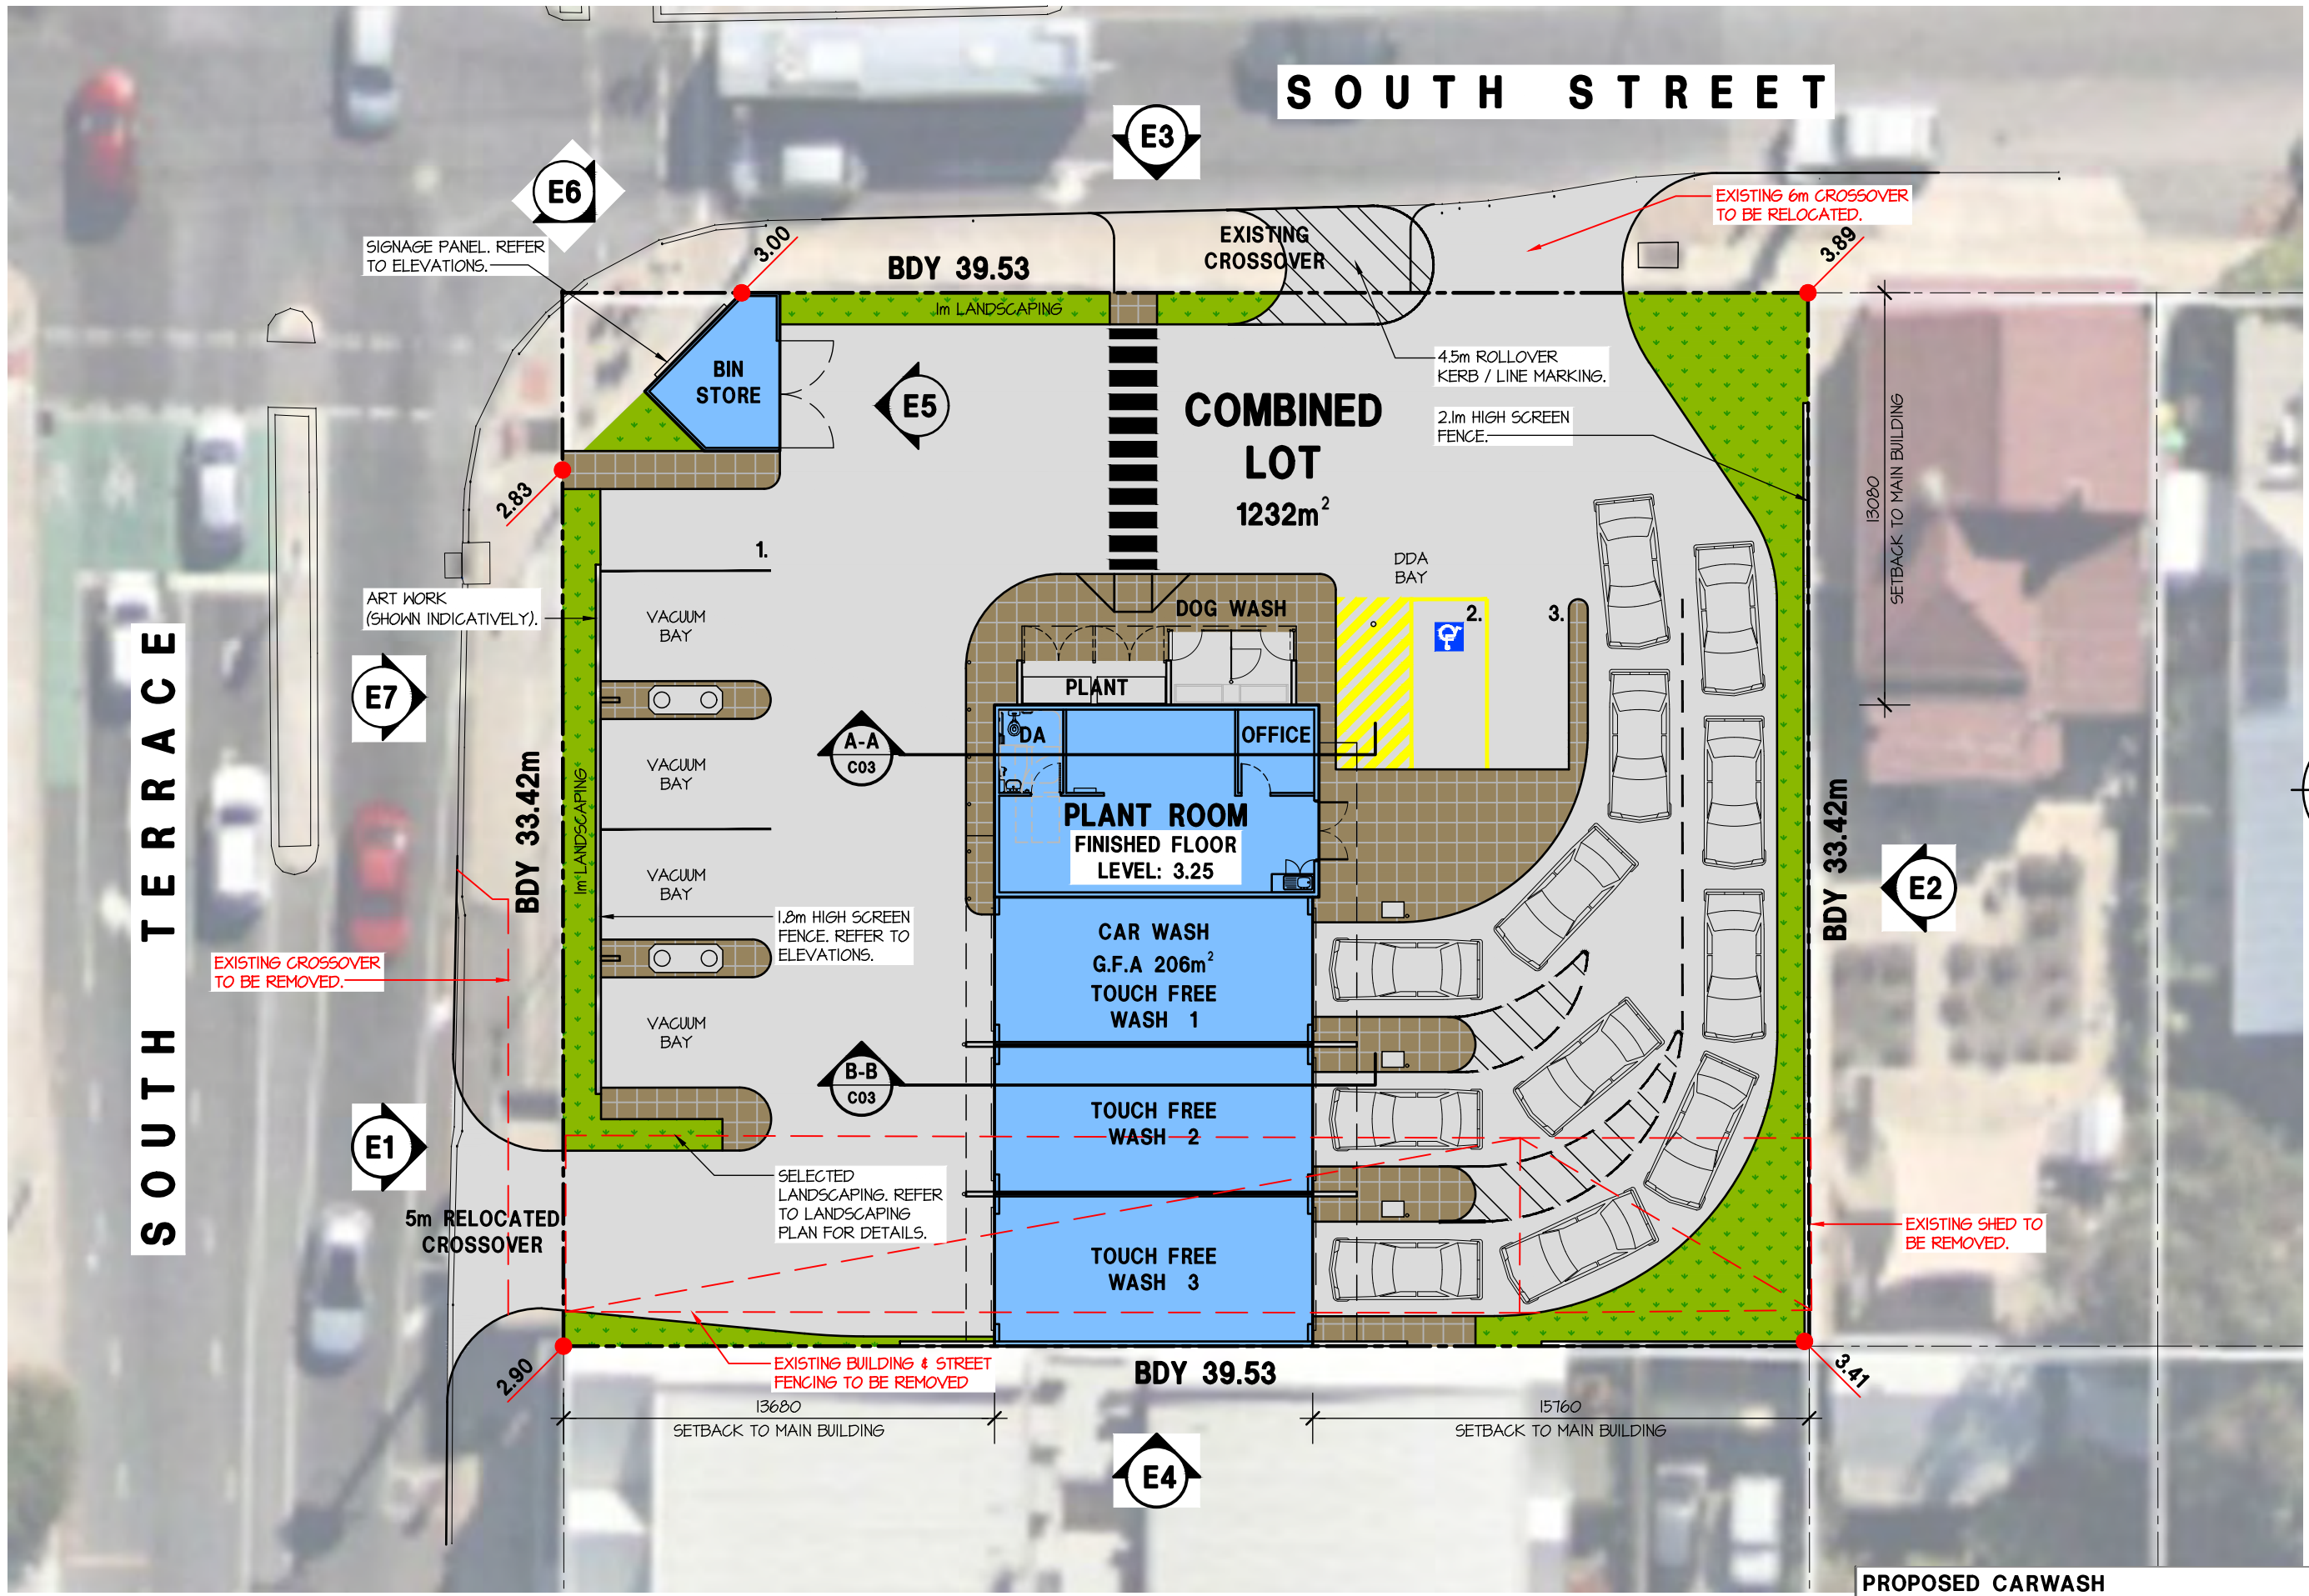 SOUTH STREET
E3
E6
EXISTING 6m CROSSOVER
TO BE RELOCATED.
SIGNAGE PANEL. REFER
TO ELEVATIONS.
3.00
3.89
EXISTING
CROSSOVER
BDY 39.53
1m LANDSCAPING
BIN
STORE
E5
4.5m ROLLOVER
KERB / LINE MARKING.
COMBINED
LOT
1232m²
2.1m HIGH SCREEN
FENCE.
13080
SETBACK TO MAIN BUILDING
2.83
1.
DDA
BAY
ART WORK
(SHOWN INDICATIVELY).
VACUUM
BAY
DOG WASH
2.
3.
SOUTH TERRACE
E7
PLANT
A-A
C03
DA
OFFICE
VACUUM
BAY
BDY 33.42m
1m LANDSCAPING
PLANT ROOM
FINISHED FLOOR
LEVEL: 3.25
BDY 33.42m
E2
VACUUM
BAY
1.8m HIGH SCREEN
FENCE. REFER TO
ELEVATIONS.
CAR WASH
G.F.A 206m²
TOUCH FREE
WASH 1
EXISTING CROSSOVER
TO BE REMOVED.
VACUUM
BAY
B-B
C03
TOUCH FREE
WASH 2
E1
SELECTED
LANDSCAPING. REFER
TO LANDSCAPING
PLAN FOR DETAILS.
5m RELOCATED
CROSSOVER
EXISTING SHED TO
BE REMOVED.
TOUCH FREE
WASH 3
2.90
EXISTING BUILDING & STREET
FENCING TO BE REMOVED
BDY 39.53
3.41
13680
SETBACK TO MAIN BUILDING
15760
SETBACK TO MAIN BUILDING
E4
PROPOSED CARWASH